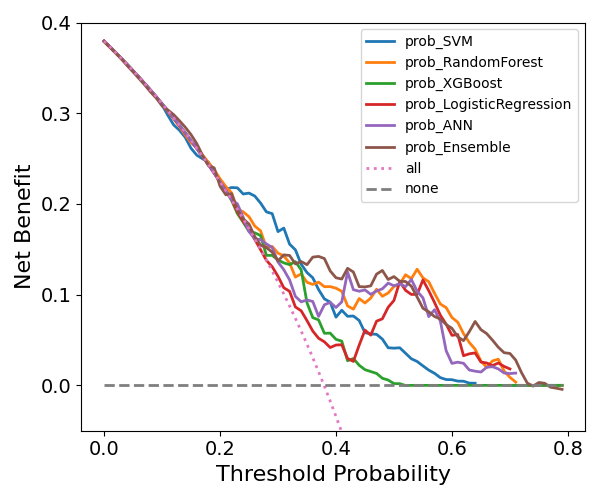 0.4
0.3
0.2
0.1
0.0
Net Benefit
prob_SVM
prob_RandomForest
prob_XGBoost
prob_LogisticRegression
prob_ANN
prob_Ensemble
all
none
0.0 0.2 0.4 0.6 0.8
Threshold Probability